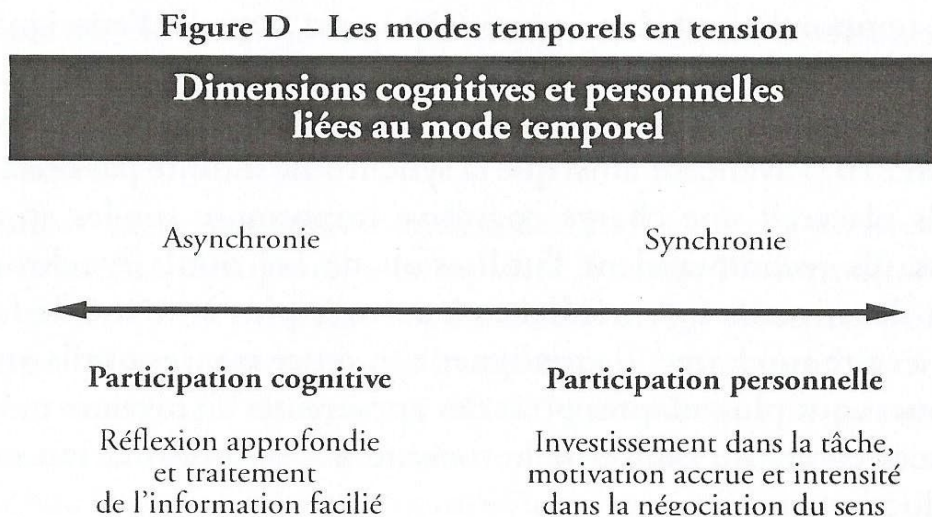 Figure D – Les modes temporels en tension
Dimensions cognitives et personnelles
liées au mode temporel
Asynchronie
Synchronie
Participation cognitive
Participation personnelle
Réflexion approfondie
et traitement
de l'information facilié
Investissement dans la tâche,
motivation accrue et intensité
dans la négociation du sens